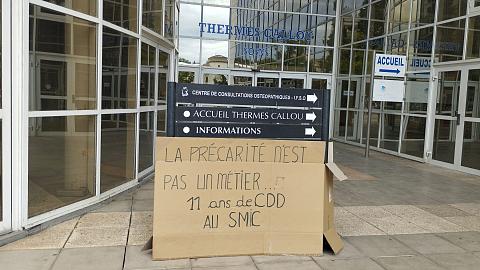 THERMES CALLOU
ACCUEIL
CENTRE DE CONSULTATIONS OSTÉOPATHIQUES - I.P.S.O
ACCUEIL THERMES CALLOU
INFORMATIONS
LA PRÉCARITÉ N'EST
PAS UN MÉTIER...
11 ans de CDD
AU SMIC